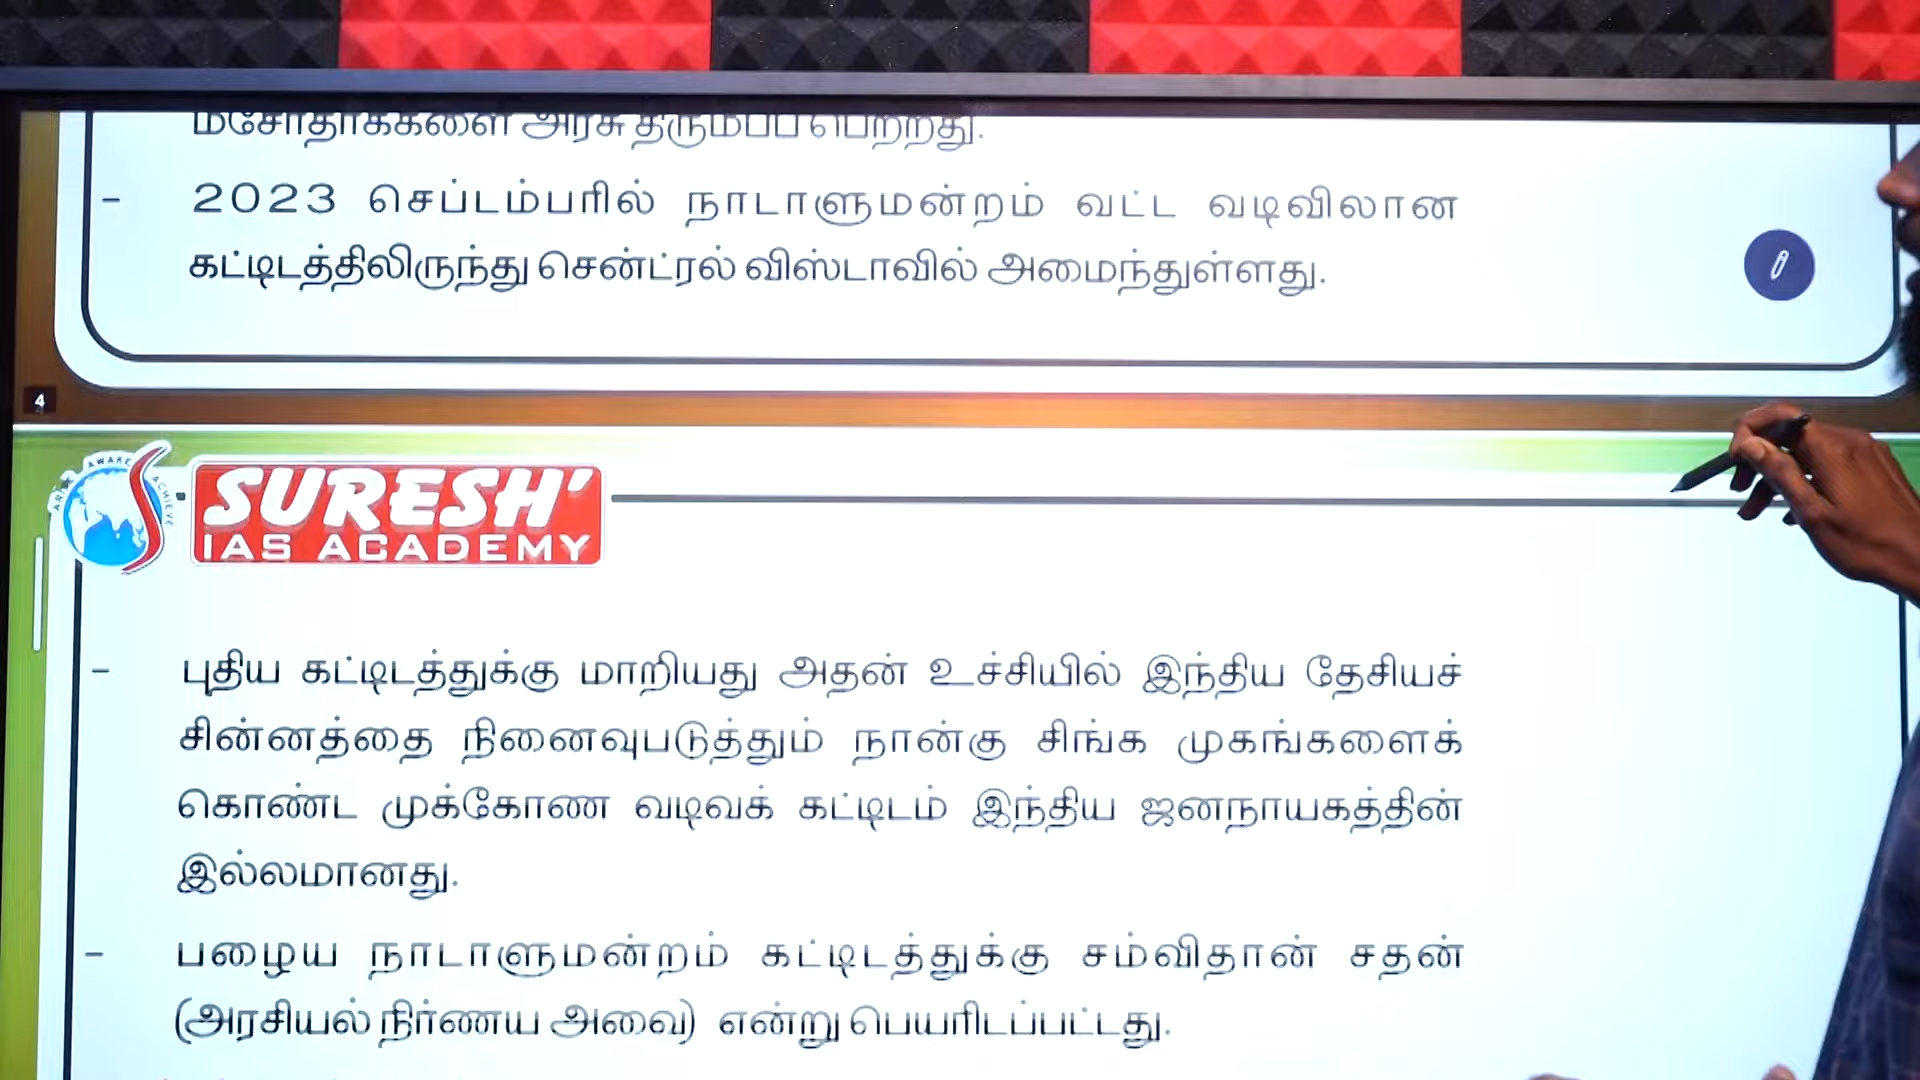 மசோதாக்களை அரசு திரும்பப் பெற்றது.
- 2023 செப்டம்பரில் நாடாளுமன்றம் வட்ட வடிவிலான
கட்டிடத்திலிருந்து சென்ட்ரல் விஸ்டாவில் அமைந்துள்ளது.
4
AWARE
ACHIEVE
SURESH'
IAS ACADEMY
- புதிய கட்டிடத்துக்கு மாறியது அதன் உச்சியில் இந்திய தேசியச்
சின்னத்தை நினைவுபடுத்தும் நான்கு சிங்க முகங்களைக்
கொண்ட முக்கோண வடிவக் கட்டிடம் இந்திய ஜனநாயகத்தின்
இல்லமானது.
- பழைய நாடாளுமன்றம் கட்டிடத்துக்கு சம்விதான் சதன்
(அரசியல் நிர்ணய அவை) என்று பெயரிடப்பட்டது.